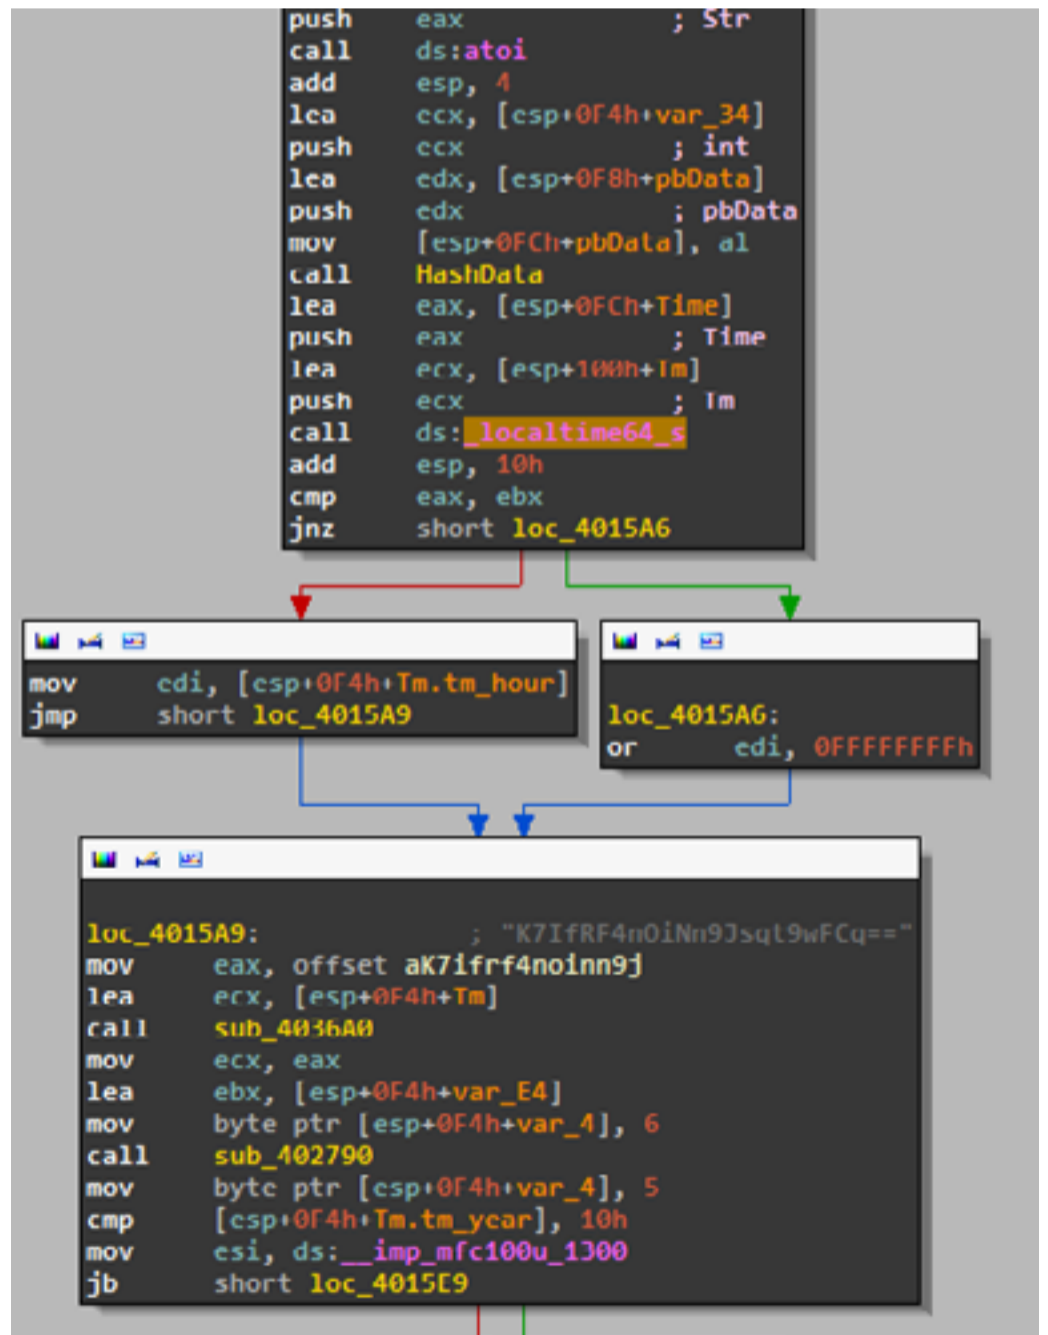 push eax ; Str
call ds:atoi
add esp, 4
lea ecx, [esp+0F4h+var_34]
push ecx ; int
lea edx, [esp+0F8h+pbData]
push edx ; pbData
mov [esp+0FCh+pbData], al
call HashData
lea eax, [esp+0FCh+Time]
push eax ; Time
lea ecx, [esp+100h+Tm]
push ecx ; Tm
call ds:_localtime64_s
add esp, 10h
cmp eax, ebx
jnz short loc_4015A6
mov edi, [esp+0F4h+Tm.tm_hour]
jmp short loc_4015A9
loc_4015A6:
or edi, 0FFFFFFFFh
loc_4015A9: ; "K7IfRF4nOiNn9Jsqt9wFCq=="
mov eax, offset aK7ifrf4noinn9j
lea ecx, [esp+0F4h+Tm]
call sub_4036A0
mov ecx, eax
lea ebx, [esp+0F4h+var_E4]
mov byte ptr [esp+0F4h+var_4], 6
call sub_402790
mov byte ptr [esp+0F4h+var_4], 5
cmp [esp+0F4h+Tm.tm_year], 10h
mov esi, ds:__imp_mfc100u_1300
jb short loc_4015E9